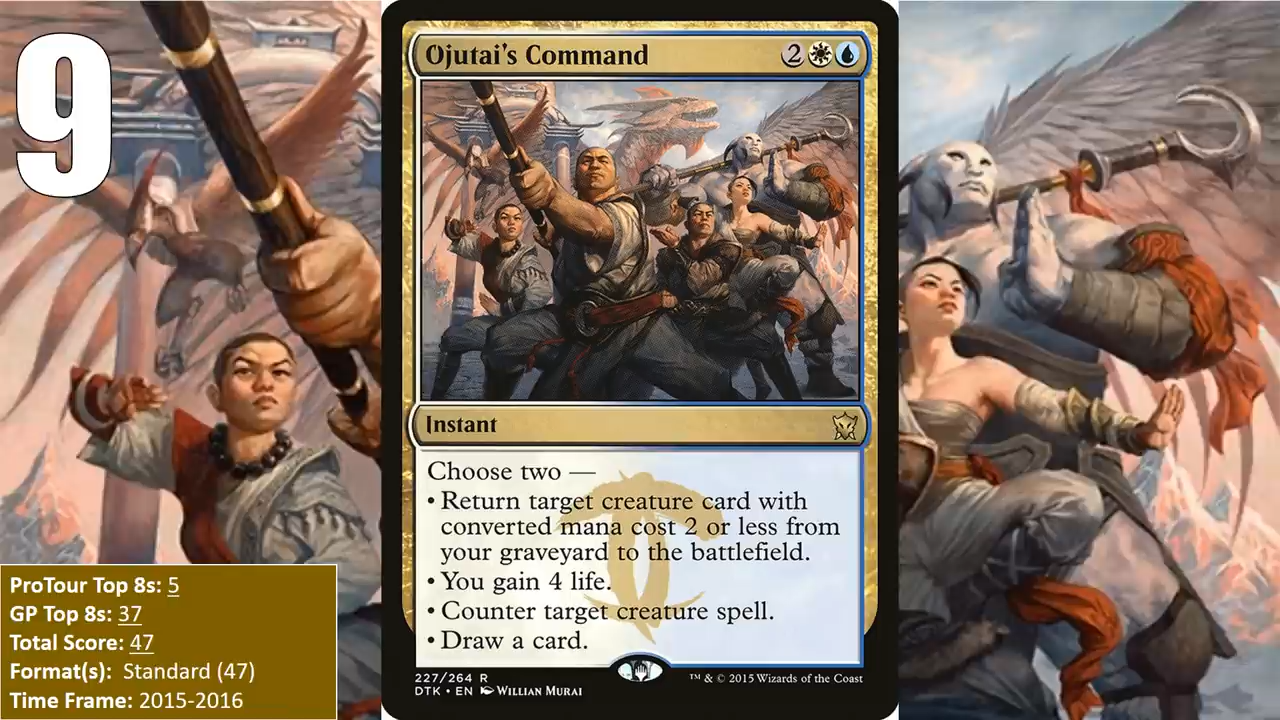 9
Ojutai's Command 2
Instant
Choose two —
• Return target creature card with
converted mana cost 2 or less from
your graveyard to the battlefield.
• You gain 4 life.
• Counter target creature spell.
• Draw a card.
227/264 R
DTK • EN Willian Murai
™ & © 2015 Wizards of the Coast
ProTour Top 8s: 5
GP Top 8s: 37
Total Score: 47
Format(s): Standard (47)
Time Frame: 2015-2016